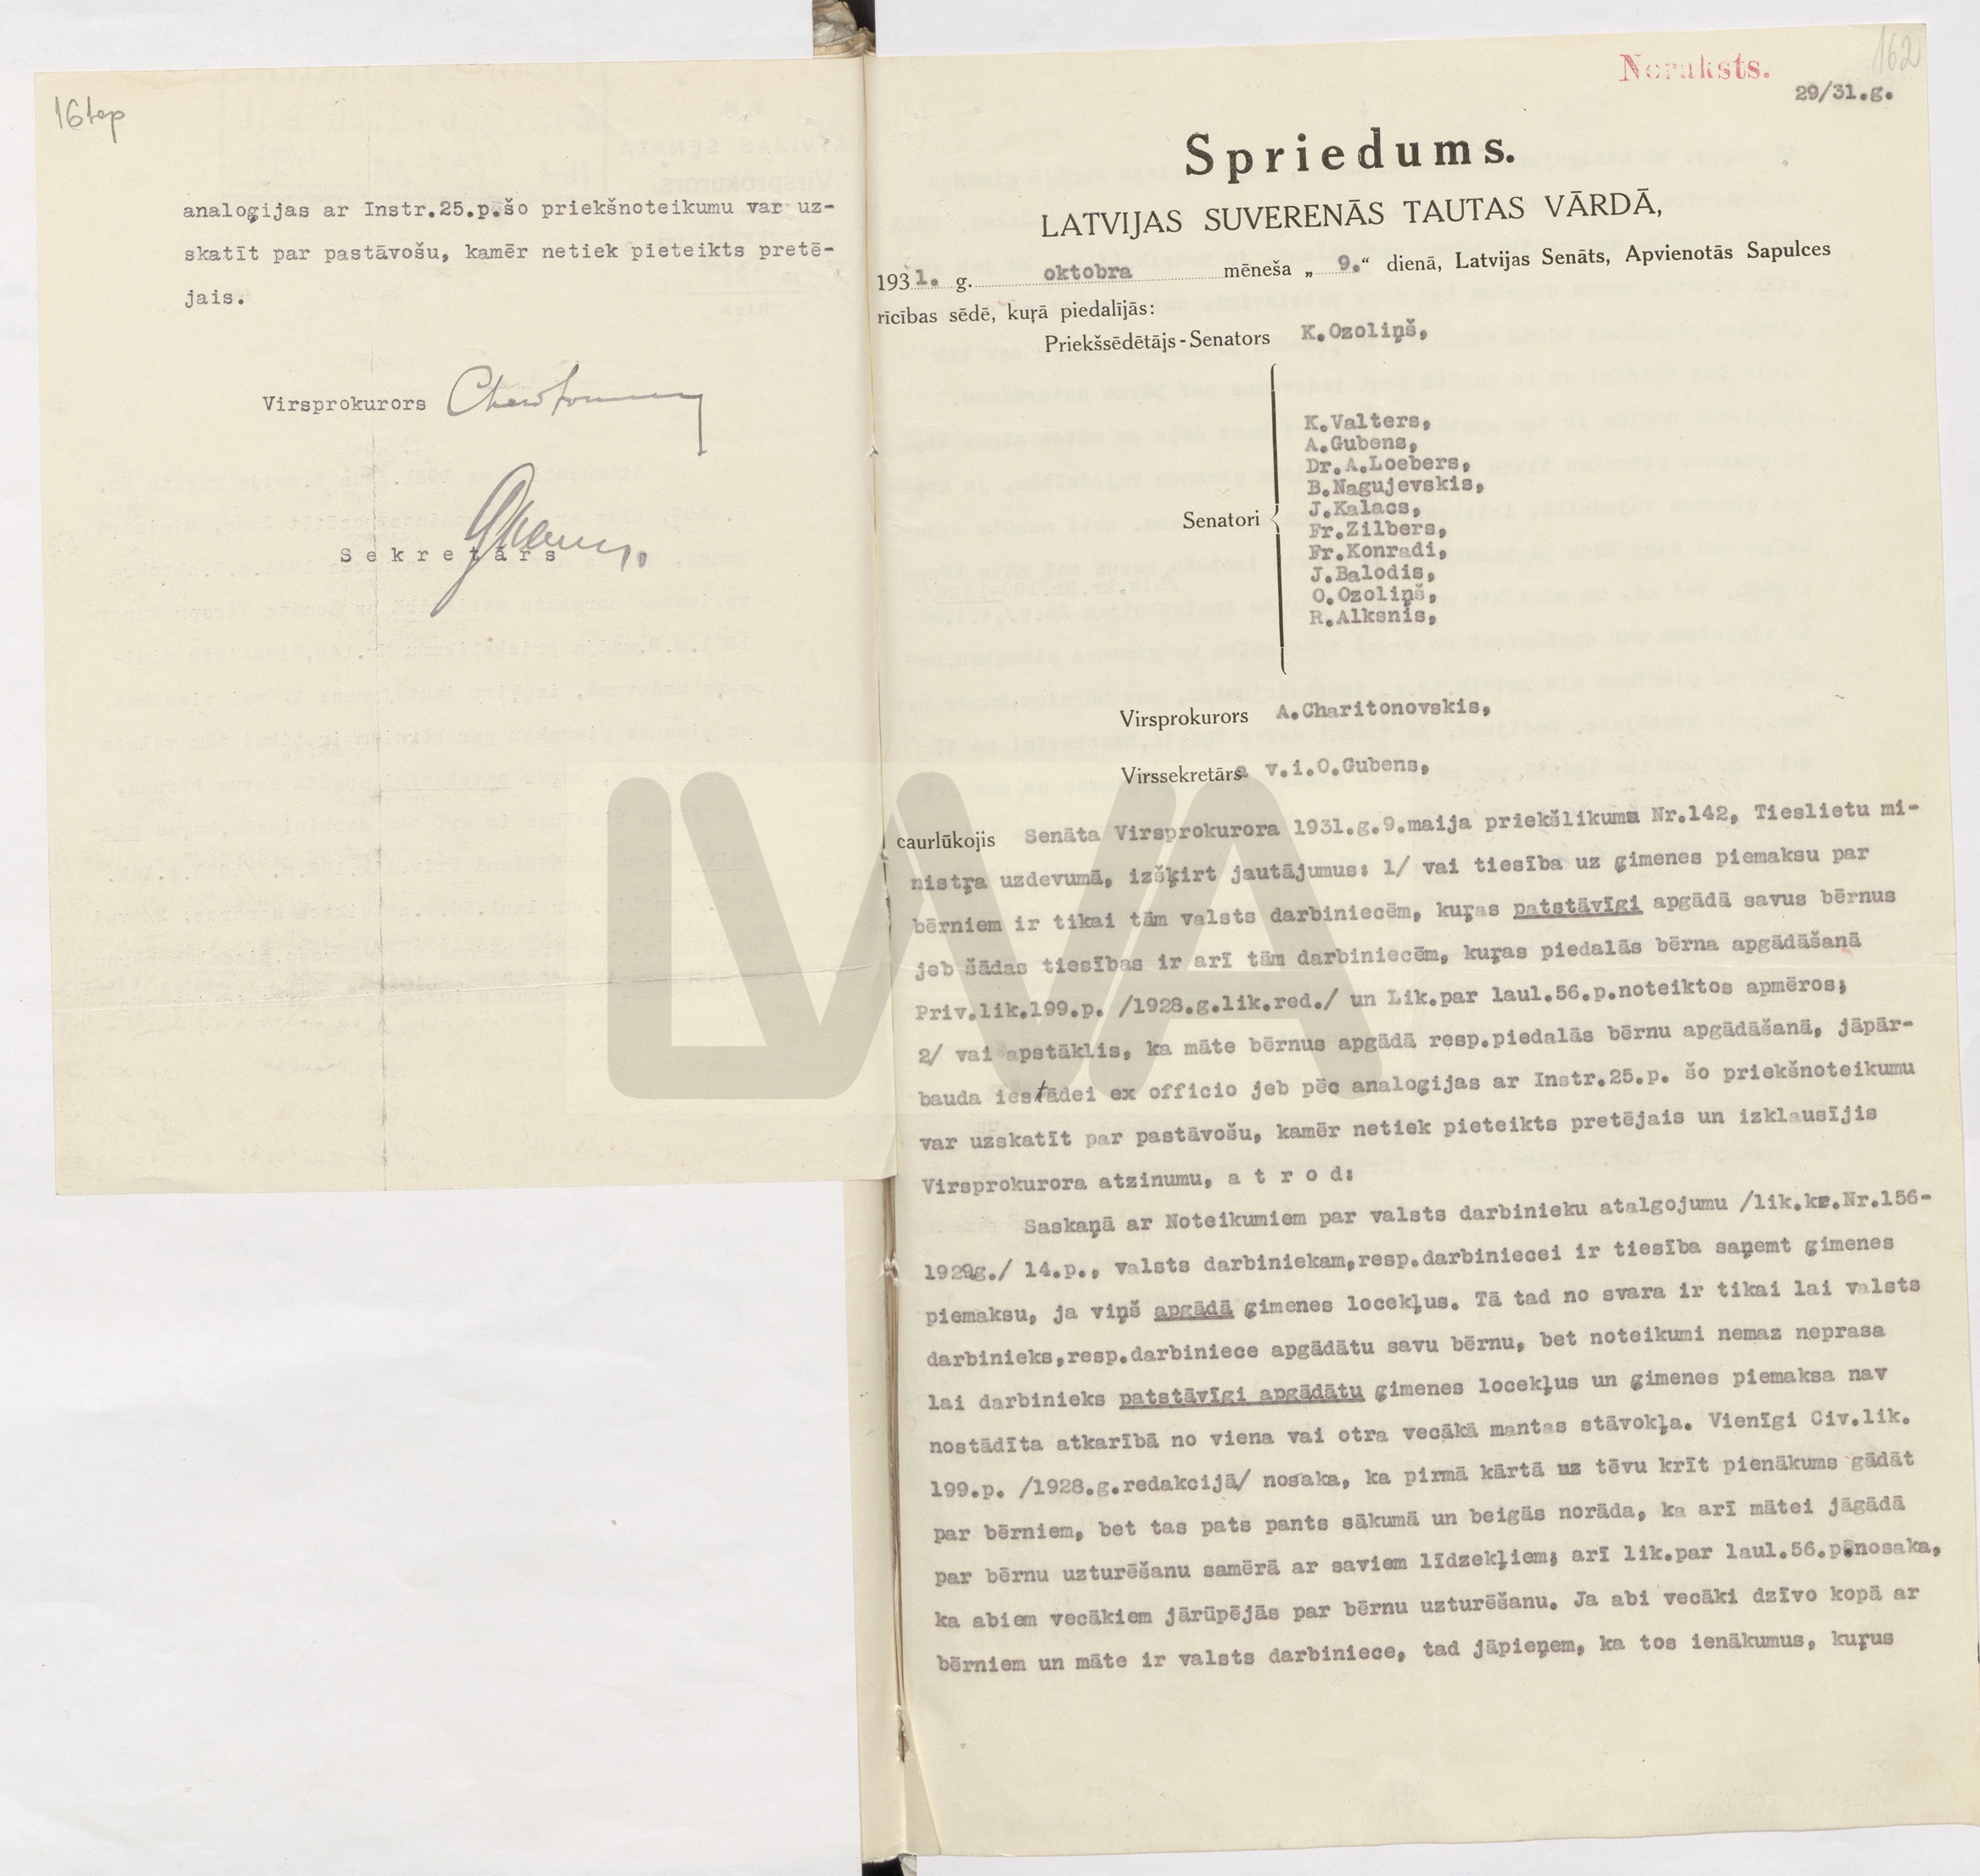 161op
analoģijas ar Instr.25.p.šo priekšnoteikumu var uz-
skatīt par pastāvošu, kamēr netiek pieteikts pretē-
jais.
Virsprokurors
Sekretārs
162
Noraksts.
29/31.g.
Spriedums.
LATVIJAS SUVERENĀS TAUTAS VĀRDĀ,
1931. g. oktobra mēneša „ 9.“ dienā, Latvijas Senāts, Apvienotās Sapulces
rīcības sēdē, kuŗā piedalījās:
Priekšsēdētājs-Senators K.Ozoliņš,
Senatori
K.Valters,
A.Gubens,
Dr.A.Loebers,
B.Nagujevskis,
J.Kalacs,
Fr.Zilbers,
Fr.Konradi,
J.Balodis,
O.Ozoliņš,
R.Alksnis,
Virsprokurors A.Charitonovskis,
Virssekretārsa v.i.O.Gubens,
caurlūkojis Senāta Virsprokurora 1931.g.9.maija priekšlikumu Nr.142, Tieslietu mi-
nistŗa uzdevumā, izšķirt jautājumus: 1/ vai tiesība uz ģimenes piemaksu par
bērniem ir tikai tām valsts darbiniecēm, kuŗas patstāvīgi apgādā savus bērnus
jeb šādas tiesības ir arī tām darbiniecēm, kuŗas piedalās bērna apgādāšanā
Priv.lik.199.p. /1928.g.lik.red./ un Lik.par laul.56.p.noteiktos apmēros;
2/ vai apstāklis, ka māte bērnus apgādā resp.piedalās bērnu apgādāšanā, jāpār-
bauda iestādei ex officio jeb pēc analoģijas ar Instr.25.p. šo priekšnoteikumu
var uzskatīt par pastāvošu, kamēr netiek pieteikts pretējais un izklausījis
Virsprokurora atzinumu, a t r o d:
Saskaņā ar Noteikumiem par valsts darbinieku atalgojumu /lik.kr.Nr.156-
1929g./ 14.p., valsts darbiniekam,resp.darbiniecei ir tiesība saņemt ģimenes
piemaksu, ja viņš apgādā ģimenes locekļus. Tā tad no svara ir tikai lai valsts
darbinieks,resp.darbiniece apgādātu savu bērnu, bet noteikumi nemaz neprasa
lai darbinieks patstāvīgi apgādātu ģimenes locekļus un ģimenes piemaksa nav
nostādīta atkarībā no viena vai otra vecākā mantas stāvokļa. Vienīgi Civ.lik.
199.p. /1928.g.redakcijā/ nosaka, ka pirmā kārtā uz tēvu krīt pienākums gādāt
par bērniem, bet tas pats pants sākumā un beigās norāda, ka arī mātei jāgādā
par bērnu uzturēšanu samērā ar saviem līdzekļiem; arī lik.par laul.56.p.nosaka,
ka abiem vecākiem jārūpējās par bērnu uzturēšanu. Ja abi vecāki dzīvo kopā ar
bērniem un māte ir valsts darbiniece, tad jāpieņem, ka tos ienākumus, kuŗus
LVVA